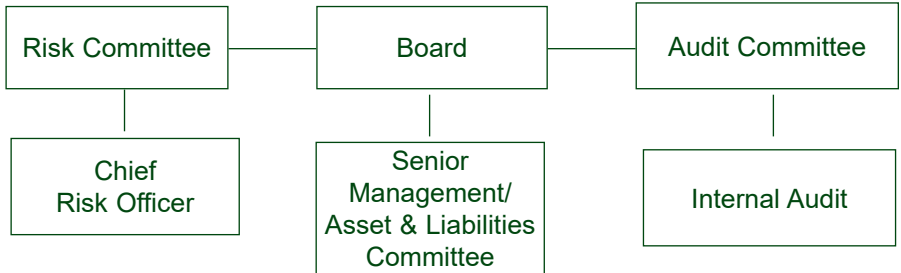 Risk Committee
Board
Audit Committee
Chief
Risk Officer
Senior
Management/
Asset & Liabilities
Committee
Internal Audit